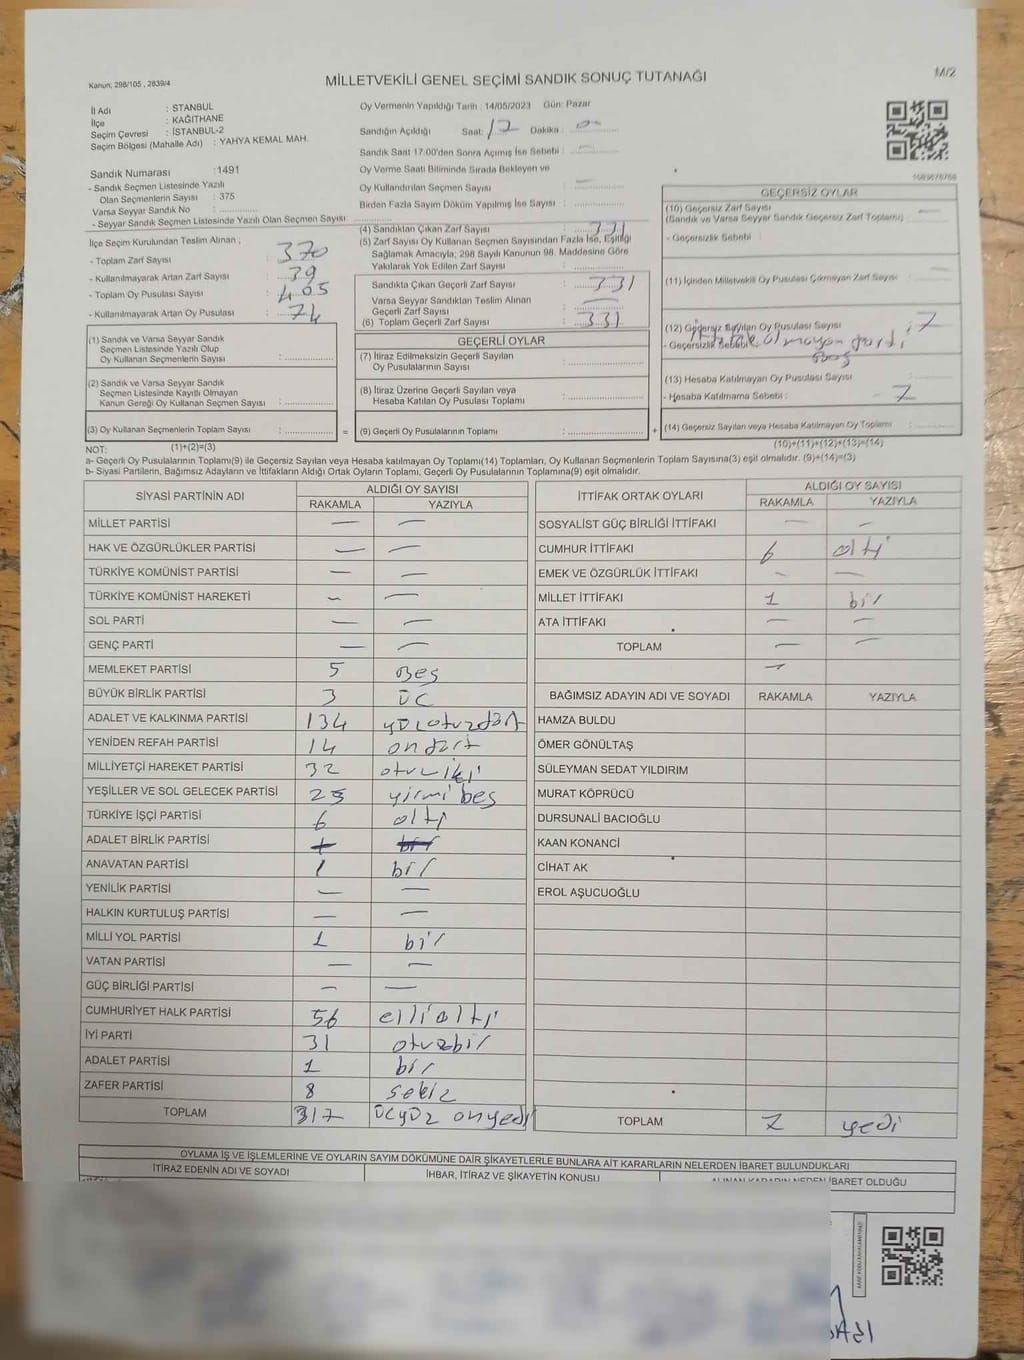 Kanun; 298/105 , 2839/4
MİLLETVEKİLİ GENEL SEÇİMİ SANDIK SONUÇ TUTANAĞI
M/2
İl Adı : STANBUL
İlçe : KAĞITHANE
Seçim Çevresi : İSTANBUL-2
Seçim Bölgesi (Mahalle Adı) : YAHYA KEMAL MAH.
Sandık Numarası : 1491
- Sandık Seçmen Listesinde Yazılı
Olan Seçmenlerin Sayısı : 375
Varsa Seyyar Sandık No :
- Seyyar Sandık Seçmen Listesinde Yazılı Olan Seçmen Sayısı
Oy Vermenin Yapıldığı Tarih : 14/05/2023 Gün: Pazar
Sandığın Açıldığı Saat: 17 Dakika :
Sandık Saat 17:00'den Sonra Açımış İse Sebebi : —
Oy Verme Saati Bitiminde Sırada Bekleyen ve
Oy Kullandırılan Seçmen Sayısı : —
Birden Fazla Sayım Döküm Yapılmış İse Sayısı :
İlçe Seçim Kurulundan Teslim Alınan ;
- Toplam Zarf Sayısı : 370
- Kullanılmayarak Artan Zarf Sayısı : 39
- Toplam Oy Pusulası Sayısı : 405
- Kullanılmayarak Artan Oy Pusulası : 74
(4) Sandıktan Çıkan Zarf Sayısı : 331
(5) Zarf Sayısı Oy Kullanan Seçmen Sayısından Fazla İse, Eşitliği
Sağlamak Amacıyla; 298 Sayılı Kanunun 98. Maddesine Göre
Yakılarak Yok Edilen Zarf Sayısı :
Sandıkta Çıkan Geçerli Zarf Sayısı : 331
Varsa Seyyar Sandıktan Teslim Alınan
Geçerli Zarf Sayısı : —
(6) Toplam Geçerli Zarf Sayısı : 331
GEÇERSİZ OYLAR
(10) Geçersiz Zarf Sayısı
(Sandık ve Varsa Seyyar Sandık Geçersiz Zarf Toplamı) : —
- Geçersizlik Sebebi :
(11) İçinden Milletvekili Oy Pusulası Çıkmayan Zarf Sayısı : —
(12) Geçersiz Sayılan Oy Pusulası Sayısı : 7
- Geçersizlik Sebebi : olmayan parti
boş
(13) Hesaba Katılmayan Oy Pusulası Sayısı
- Hesaba Katılmama Sebebi : 7
(14) Geçersiz Sayılan veya Hesaba Katılmayan Oy Toplamı :
(10)+(11)+(12)+(13)=(14)
(1) Sandık ve Varsa Seyyar Sandık
Seçmen Listesinde Yazılı Olup
Oy Kullanan Seçmenlerin Sayısı :
(2) Sandık ve Varsa Seyyar Sandık
Seçmen Listesinde Kayıtlı Olmayan
Kanun Gereği Oy Kullanan Seçmen Sayısı :
(3) Oy Kullanan Seçmenlerin Toplam Sayısı : =
GEÇERLİ OYLAR
(7) İtiraz Edilmeksizin Geçerli Sayılan
Oy Pusulalarının Sayısı :
(8) İtiraz Üzerine Geçerli Sayılan veya
Hesaba Katılan Oy Pusulası Toplamı :
(9) Geçerli Oy Pusulalarının Toplamı : +
NOT: (1)+(2)=(3)
a- Geçerli Oy Pusulalarının Toplamı(9) ile Geçersiz Sayılan veya Hesaba katılmayan Oy Toplamı(14) Toplamları, Oy Kullanan Seçmenlerin Toplam Sayısına(3) eşit olmalıdır. (9)+(14)=(3)
b- Siyasi Partilerin, Bağımsız Adayların ve İttifakların Aldığı Ortak Oyların Toplamı, Geçerli Oy Pusulalarının Toplamına(9) eşit olmalıdır.
SİYASİ PARTİNİN ADI ALDIĞI OY SAYISI
RAKAMLA YAZIYLA
MİLLET PARTİSİ — —
HAK VE ÖZGÜRLÜKLER PARTİSİ — —
TÜRKİYE KOMÜNİST PARTİSİ — —
TÜRKİYE KOMÜNİST HAREKETİ — —
SOL PARTİ — —
GENÇ PARTİ — —
MEMLEKET PARTİSİ 5 Beş
BÜYÜK BİRLİK PARTİSİ 3 ÜÇ
ADALET VE KALKINMA PARTİSİ 134 yüzotuzdört
YENİDEN REFAH PARTİSİ 14 ondört
MİLLİYETÇİ HAREKET PARTİSİ 32 otuziki
YEŞİLLER VE SOL GELECEK PARTİSİ 25 yirmi beş
TÜRKİYE İŞÇİ PARTİSİ 6 altı
ADALET BİRLİK PARTİSİ
ANAVATAN PARTİSİ 1 bir
YENİLİK PARTİSİ — —
HALKIN KURTULUŞ PARTİSİ — —
MİLLİ YOL PARTİSİ 1 bir
VATAN PARTİSİ — —
GÜÇ BİRLİĞİ PARTİSİ — —
CUMHURİYET HALK PARTİSİ 56 ellialtı
İYİ PARTİ 31 otuzbir
ADALET PARTİSİ 1 bir
ZAFER PARTİSİ 8 sekiz
TOPLAM 317 üçyüz onyedi
İTTİFAK ORTAK OYLARI ALDIĞI OY SAYISI
RAKAMLA YAZIYLA
SOSYALİST GÜÇ BİRLİĞİ İTTİFAKI — —
CUMHUR İTTİFAKI 6 altı
EMEK VE ÖZGÜRLÜK İTTİFAKI — —
MİLLET İTTİFAKI 1 bir
ATA İTTİFAKI — —
TOPLAM — —
BAĞIMSIZ ADAYIN ADI VE SOYADI RAKAMLA YAZIYLA
HAMZA BULDU
ÖMER GÖNÜLTAŞ
SÜLEYMAN SEDAT YILDIRIM
MURAT KÖPRÜCÜ
DURSUNALİ BACIOĞLU
KAAN KONANCİ
CİHAT AK
EROL AŞUCUOĞLU
TOPLAM 7 yedi
OYLAMA İŞ VE İŞLEMLERİNE VE OYLARIN SAYIM DÖKÜMÜNE DAİR ŞİKAYETLERLE BUNLARA AİT KARARLARIN NELERDEN İBARET BULUNDUKLARI
İTİRAZ EDENİN ADI VE SOYADI İHBAR, İTİRAZ VE ŞİKAYETİN KONUSU ALINAN KARARIN NEDEN İBARET OLDUĞU